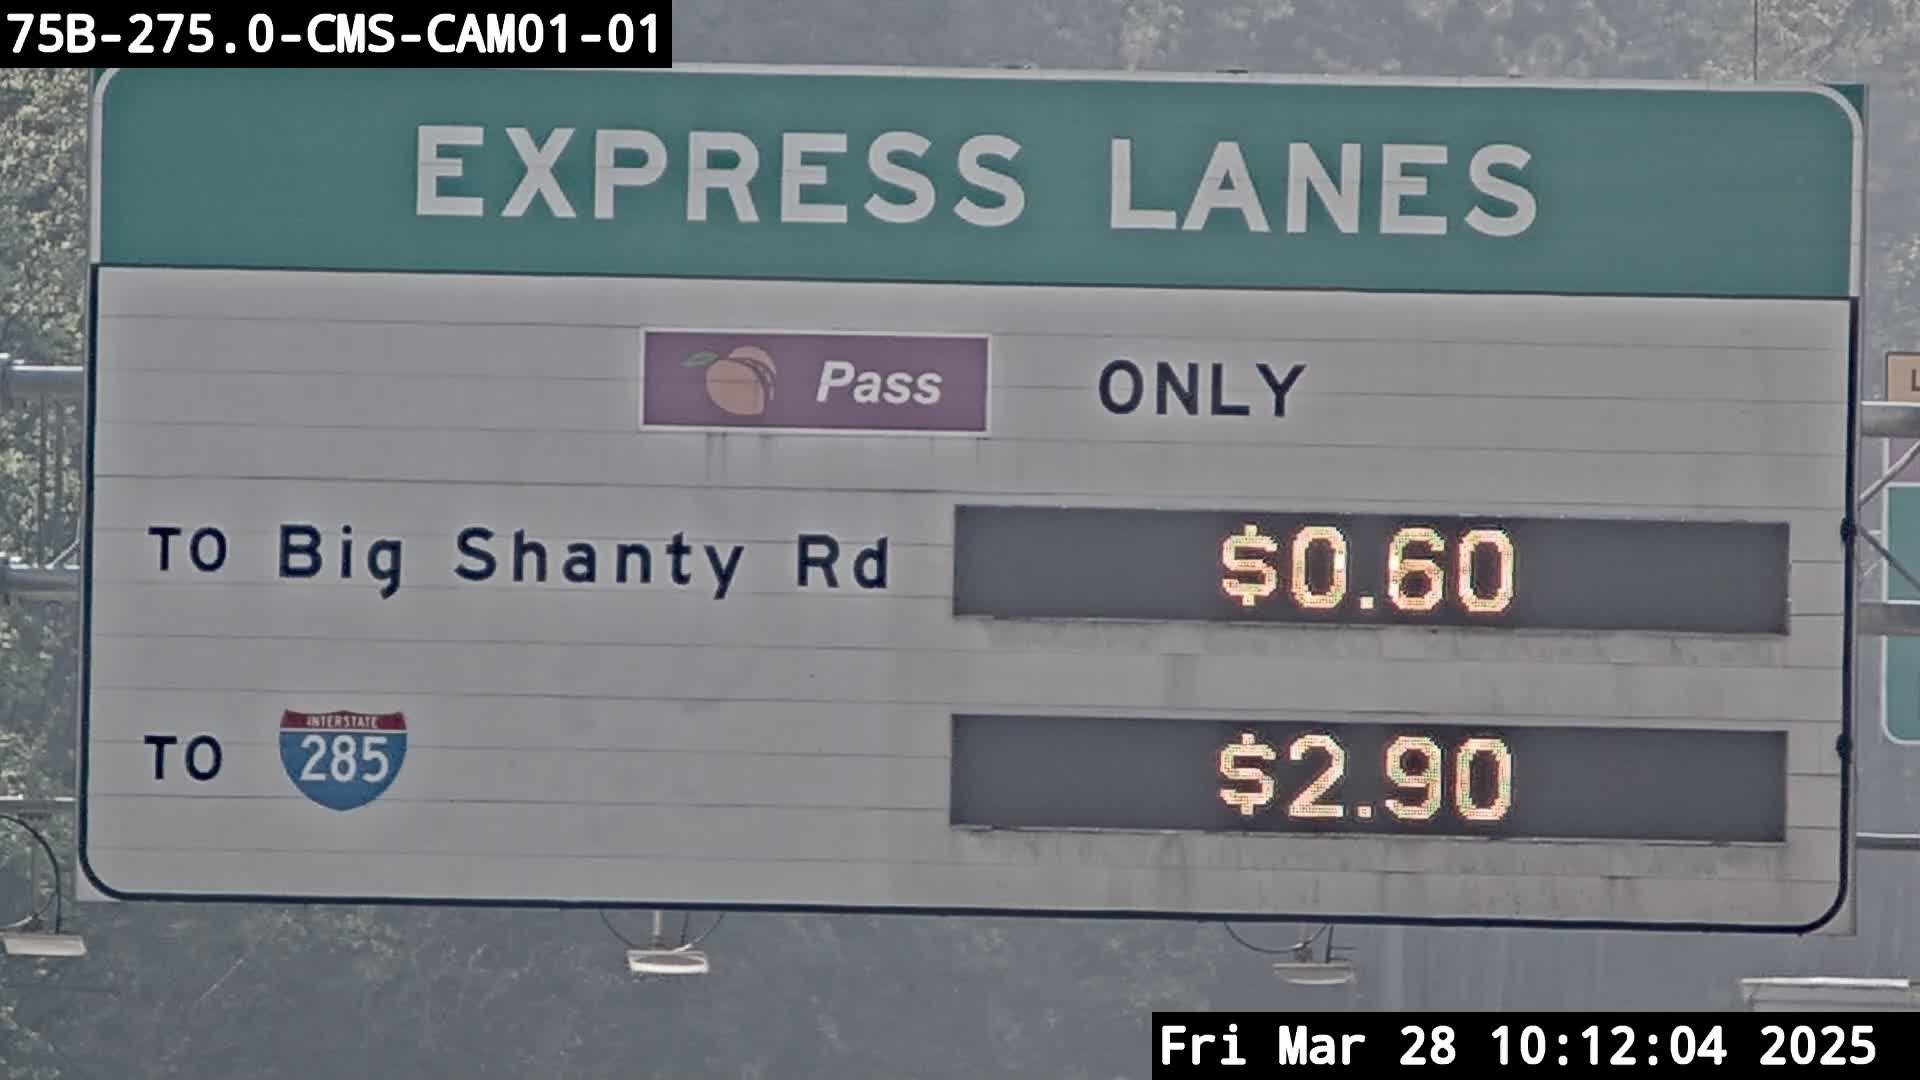 75B-275.0-CMS-CAM01-01
EXPRESS LANES
Pass ONLY
TO Big Shanty Rd $0.60
INTERSTATE
TO 285 $2.90
Fri Mar 28 10:12:04 2025